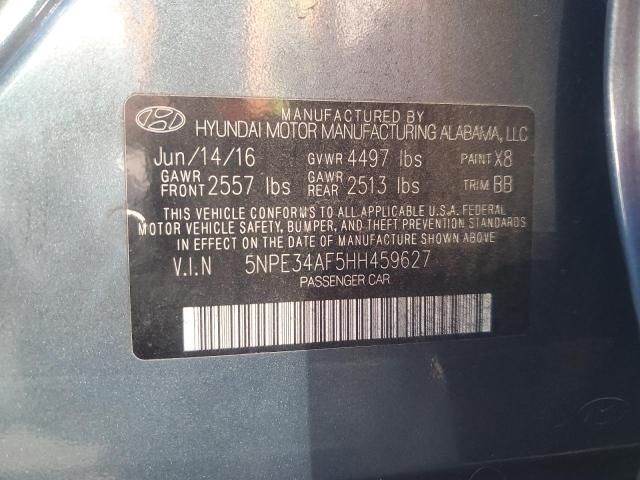 MANUFACTURED BY
HYUNDAI MOTOR MANUFACTURING ALABAMA, LLC
Jun/14/16 GVWR 4497 lbs PAINT X8
GAWR FRONT 2557 lbs GAWR REAR 2513 lbs TRIM BB
THIS VEHICLE CONFORMS TO ALL APPLICABLE U.S.A. FEDERAL
MOTOR VEHICLE SAFETY, BUMPER, AND THEFT PREVENTION STANDARDS
IN EFFECT ON THE DATE OF MANUFACTURE SHOWN ABOVE
V.I.N 5NPE34AF5HH459627
PASSENGER CAR